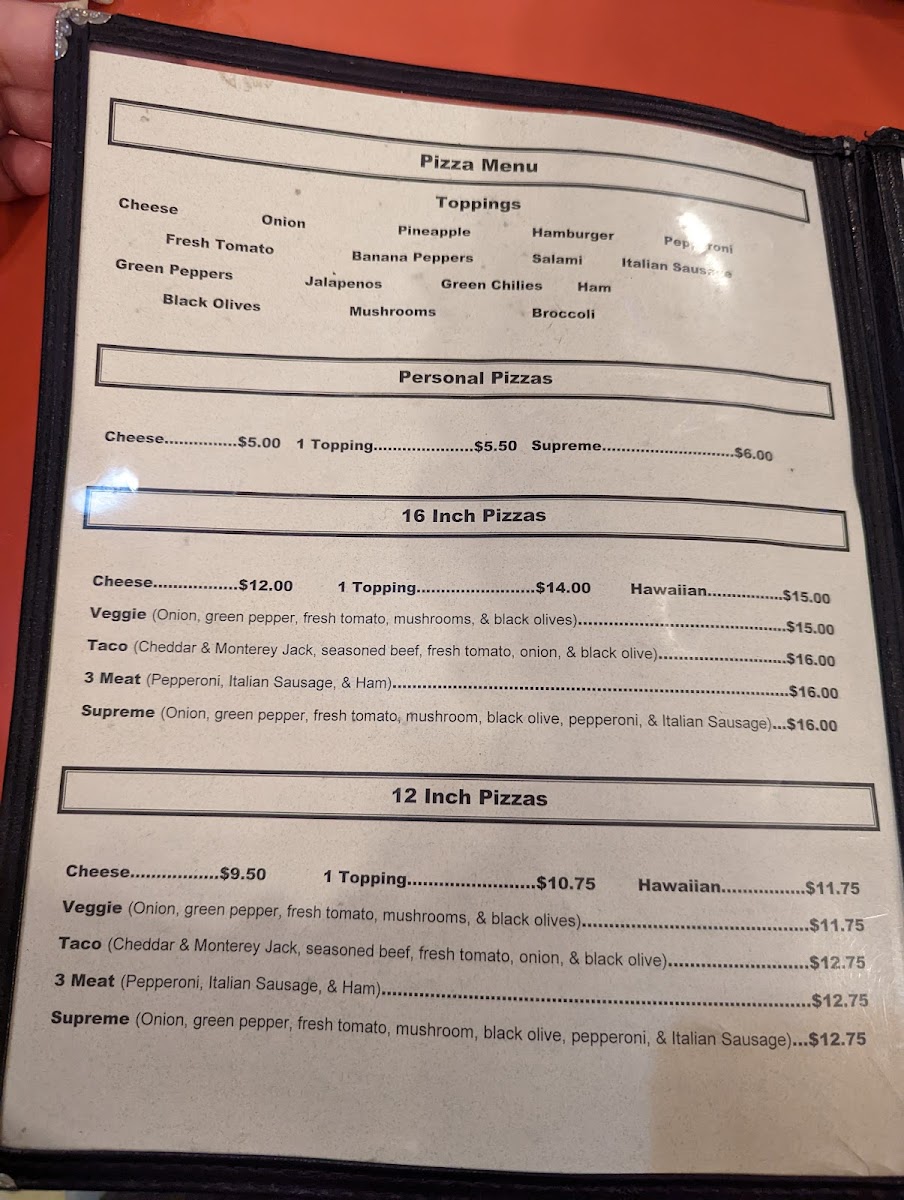 Pizza Menu
Toppings
Cheese Onion Pineapple Hamburger
Fresh Tomato Banana Peppers Salami Italian
Green Peppers Jalapenos Green Chilies Ham
Black Olives Mushrooms Broccoli
Personal Pizzas
Cheese...............$5.00 1 Topping.....................$5.50 Supreme............................$6.00
16 Inch Pizzas
Cheese.................$12.00 1 Topping.........................$14.00 Hawaiian................$15.00
Veggie (Onion, green pepper, fresh tomato, mushrooms, & black olives)............................................$15.00
Taco (Cheddar & Monterey Jack, seasoned beef, fresh tomato, onion, & black olive)...........................$16.00
3 Meat (Pepperoni, Italian Sausage, & Ham)...................................................................................$16.00
Supreme (Onion, green pepper, fresh tomato, mushroom, black olive, pepperoni, & Italian Sausage)...$16.00
12 Inch Pizzas
Cheese..................$9.50 1 Topping.........................$10.75 Hawaiian................$11.75
Veggie (Onion, green pepper, fresh tomato, mushrooms, & black olives)..............................................$11.75
Taco (Cheddar & Monterey Jack, seasoned beef, fresh tomato, onion, & black olive)............................$12.75
3 Meat (Pepperoni, Italian Sausage, & Ham)......................................................................................$12.75
Supreme (Onion, green pepper, fresh tomato, mushroom, black olive, pepperoni, & Italian Sausage)...$12.75